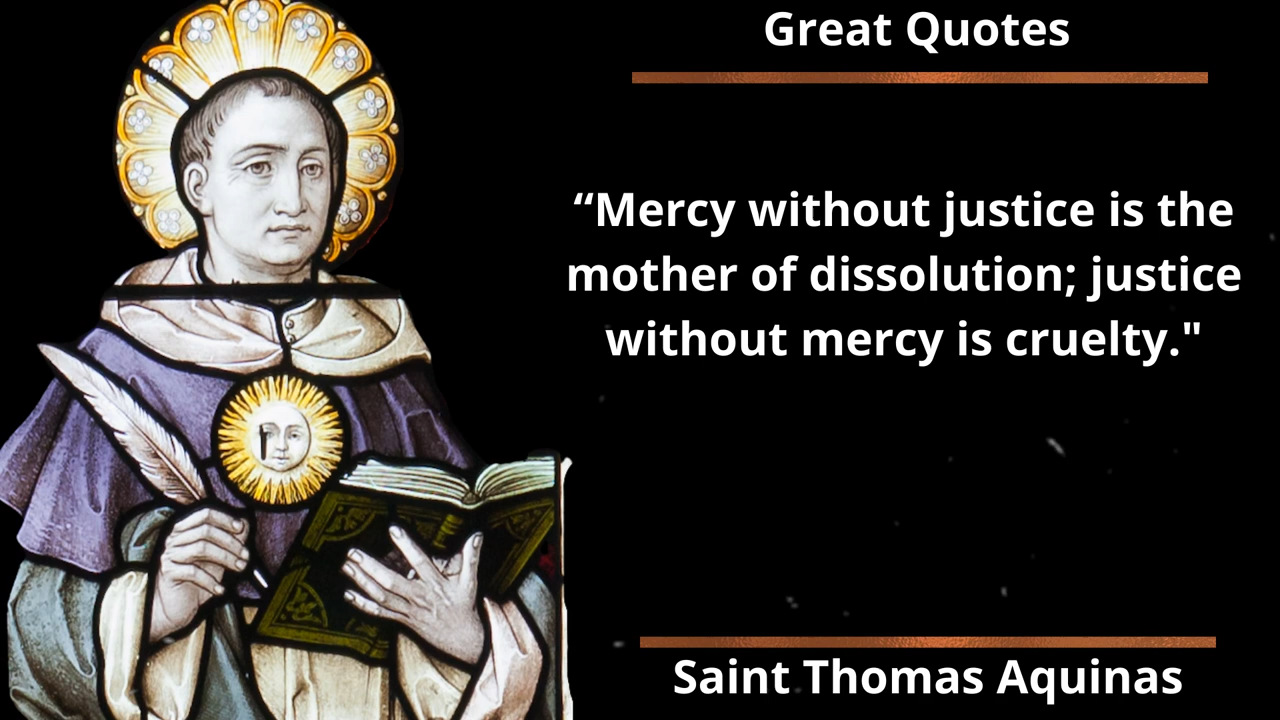 Great Quotes
“Mercy without justice is the
mother of dissolution; justice
without mercy is cruelty."
Saint Thomas Aquinas